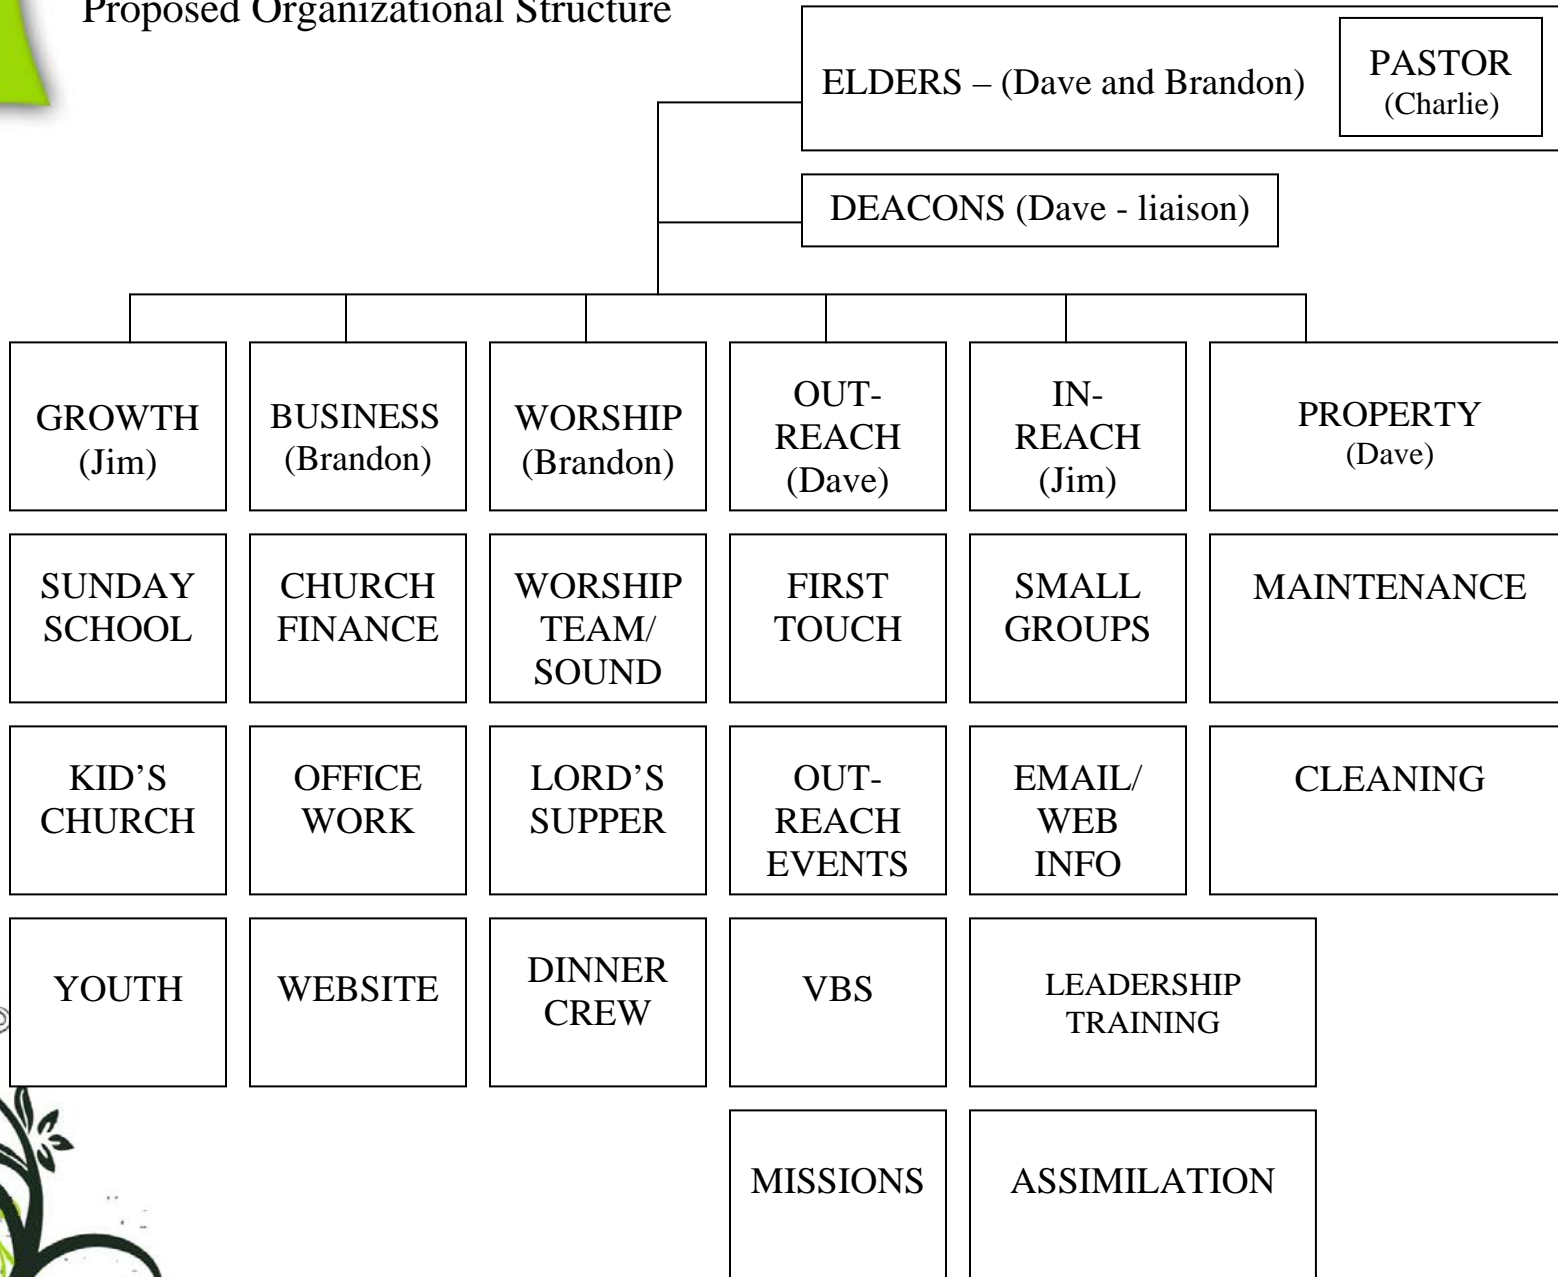 Proposed Organizational Structure
ELDERS – (Dave and Brandon)
PASTOR
(Charlie)
DEACONS (Dave - liaison)
GROWTH
(Jim)
BUSINESS
(Brandon)
WORSHIP
(Brandon)
OUT-
REACH
(Dave)
IN-
REACH
(Jim)
PROPERTY
(Dave)
SUNDAY
SCHOOL
CHURCH
FINANCE
WORSHIP
TEAM/
SOUND
FIRST
TOUCH
SMALL
GROUPS
MAINTENANCE
KID’S
CHURCH
OFFICE
WORK
LORD’S
SUPPER
OUT-
REACH
EVENTS
EMAIL/
WEB
INFO
CLEANING
YOUTH
WEBSITE
DINNER
CREW
VBS
LEADERSHIP
TRAINING
MISSIONS
ASSIMILATION